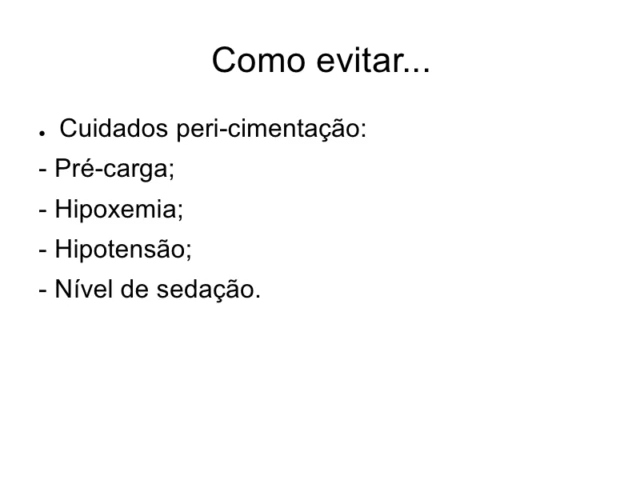 Como evitar...
● Cuidados peri-cimentação:
- Pré-carga;
- Hipoxemia;
- Hipotensão;
- Nível de sedação.